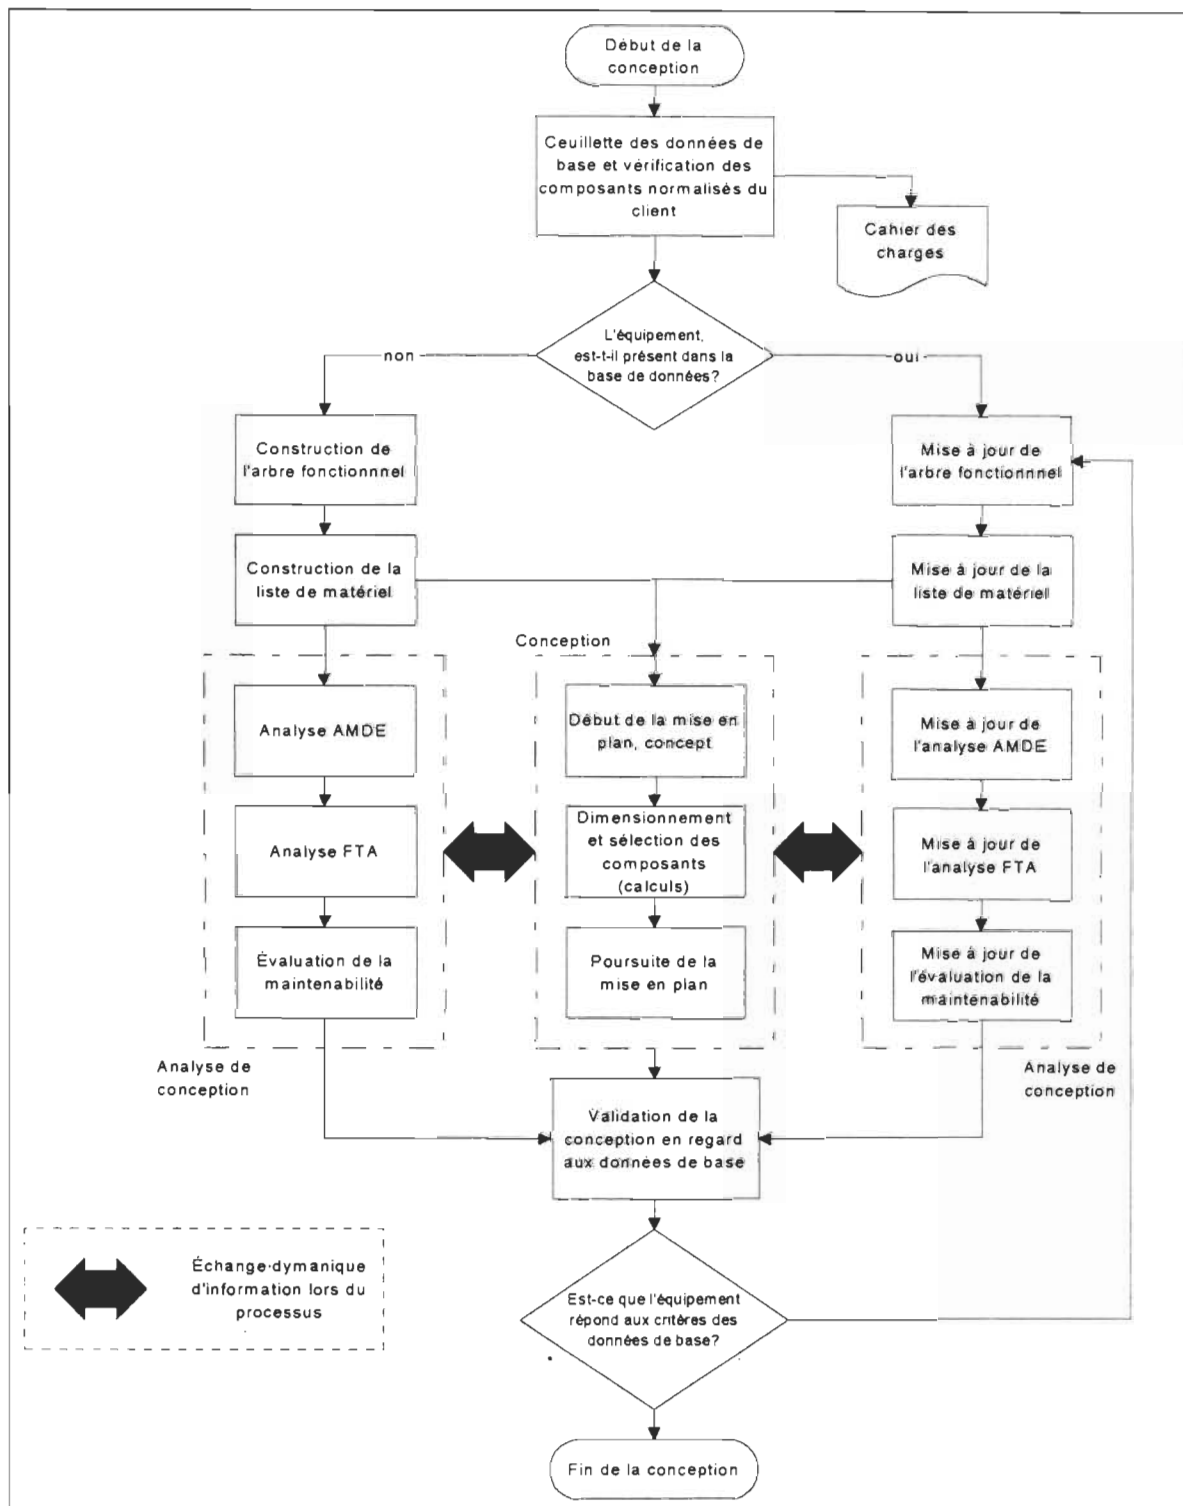 Début de la
conception
Ceuillette des données de
base et vérification des
composants normalisés du
client
Cahier des
charges
L'équipement,
est-t-il présent dans la
base de données?
non
oui
Construction de
l'arbre fonctionnnel
Mise à jour de
l'arbre fonctionnnel
Construction de la
liste de matériel
Mise à jour de la
liste de matériel
Conception
Analyse AMDE
Début de la mise en
plan, concept
Mise à jour de
l'analyse AMDE
Analyse FTA
Dimensionnement
et sélection des
composants
(calculs)
Mise à jour de
l'analyse FTA
Évaluation de la
maintenabilité
Poursuite de la
mise en plan
Mise à jour de
l'évaluation de la
maintenabilité
Analyse de
conception
Analyse de
conception
Validation de la
conception en regard
aux données de base
Échange dymanique
d'information lors du
processus
Est-ce que l'équipement
répond aux critères des
données de base?
Fin de la conception